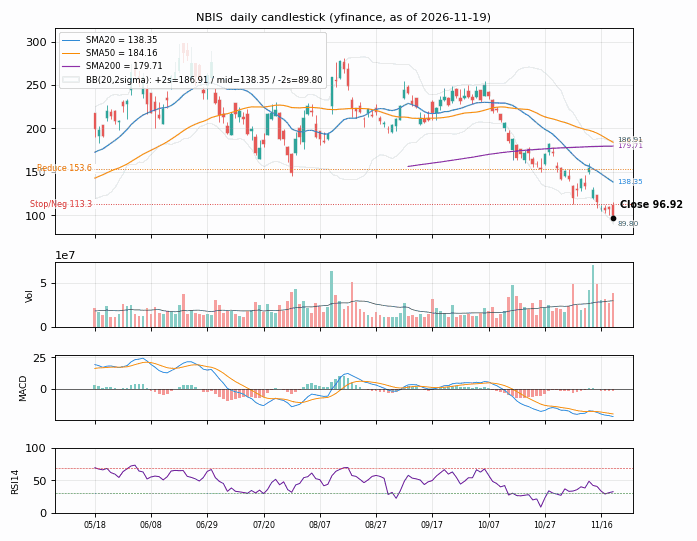 NBIS  daily candlestick (yfinance, as of 2026-11-19)
SMA20 = 138.35
SMA50 = 184.16
SMA200 = 179.71
BB(20,2sigma): +2s=186.91 / mid=138.35 / -2s=89.80
300
250
200
150
100
Reduce 153.6
Stop/Neg 113.3
186.91
179.71
138.35
Close 96.92
89.80
1e7
5
0
Vol
25
0
MACD
100
50
0
RSI14
05/18
06/08
06/29
07/20
08/07
08/27
09/17
10/07
10/27
11/16